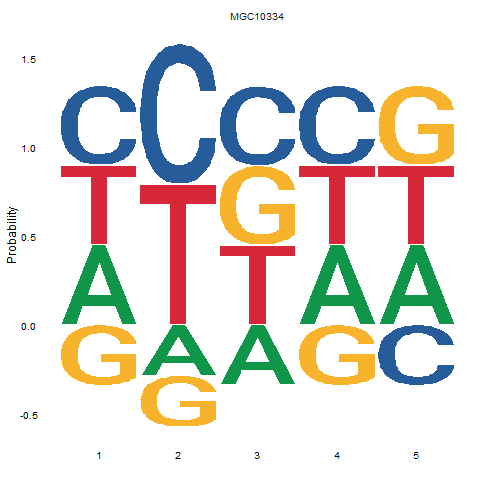 MGC10334
Probability
1.5
1.0
0.5
0.0
-0.5
C C C C G
T T G T T
A A T A A
G G A G C
1 2 3 4 5